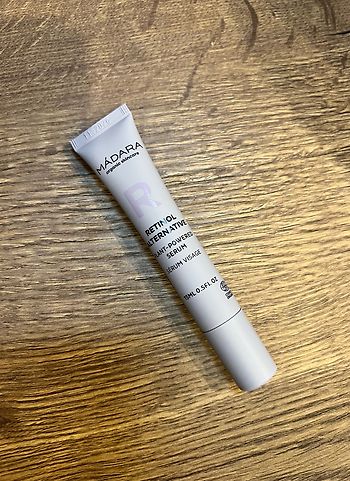 MÁDARA
organic skincare
R
RETINOL
ALTERNATIVE
PLANT-POWERED
SERUM
SÉRUM VISAGE
15ML 0.5FL OZ